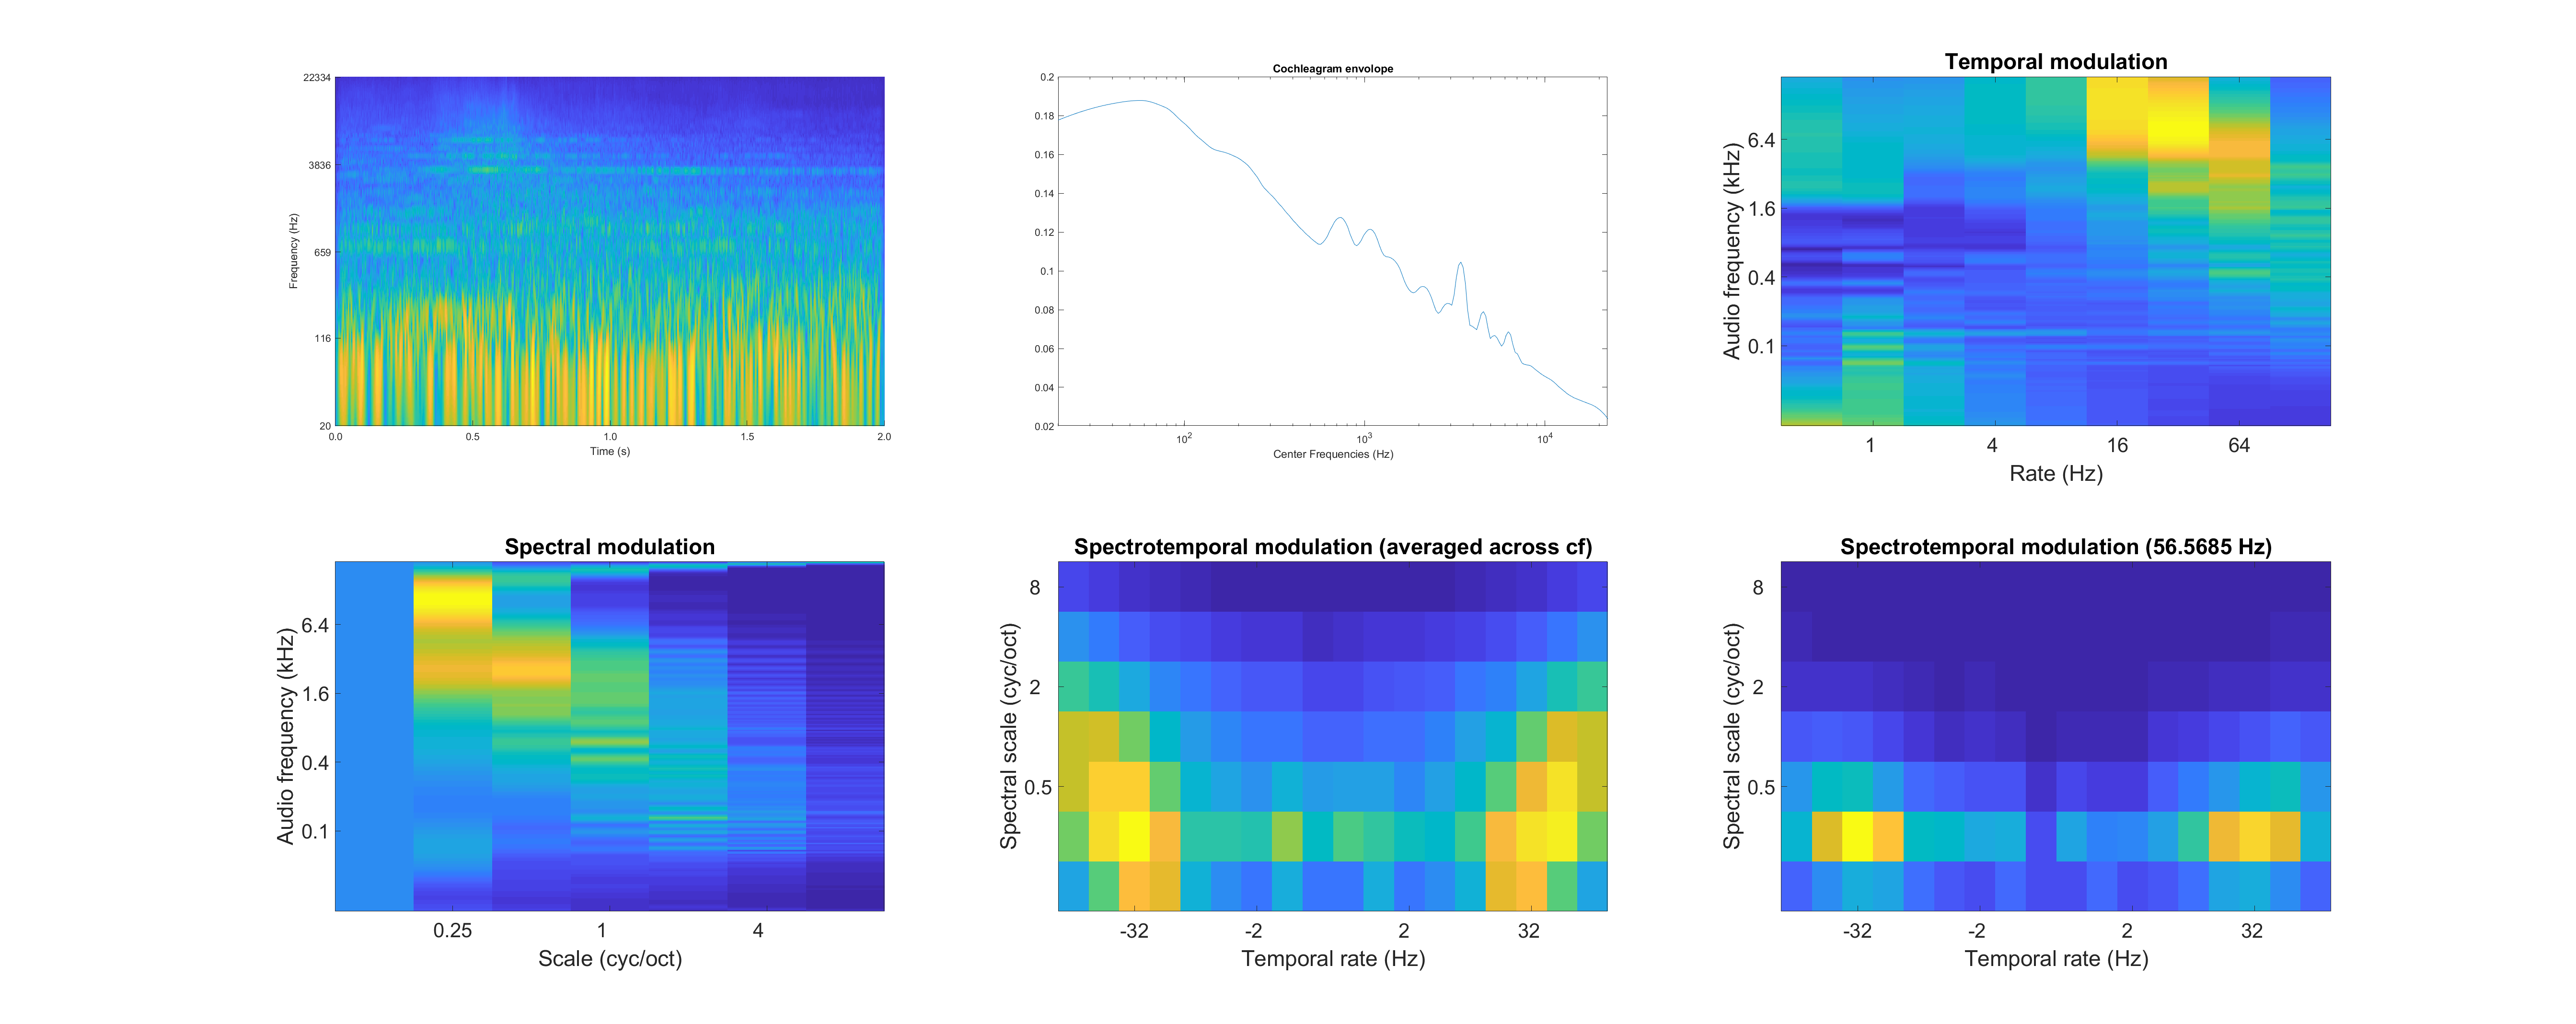 22334
3836
659
116
20
Frequency (Hz)
0.0 0.5 1.0 1.5 2.0
Time (s)
Cochleagram envolope
0.2
0.18
0.16
0.14
0.12
0.1
0.08
0.06
0.04
0.02
10^2 10^3 10^4
Center Frequencies (Hz)
Temporal modulation
Audio frequency (kHz)
6.4
1.6
0.4
0.1
1 4 16 64
Rate (Hz)
Spectral modulation
Audio frequency (kHz)
6.4
1.6
0.4
0.1
0.25 1 4
Scale (cyc/oct)
Spectrotemporal modulation (averaged across cf)
Spectral scale (cyc/oct)
8
2
0.5
-32 -2 2 32
Temporal rate (Hz)
Spectrotemporal modulation (56.5685 Hz)
Spectral scale (cyc/oct)
8
2
0.5
-32 -2 2 32
Temporal rate (Hz)